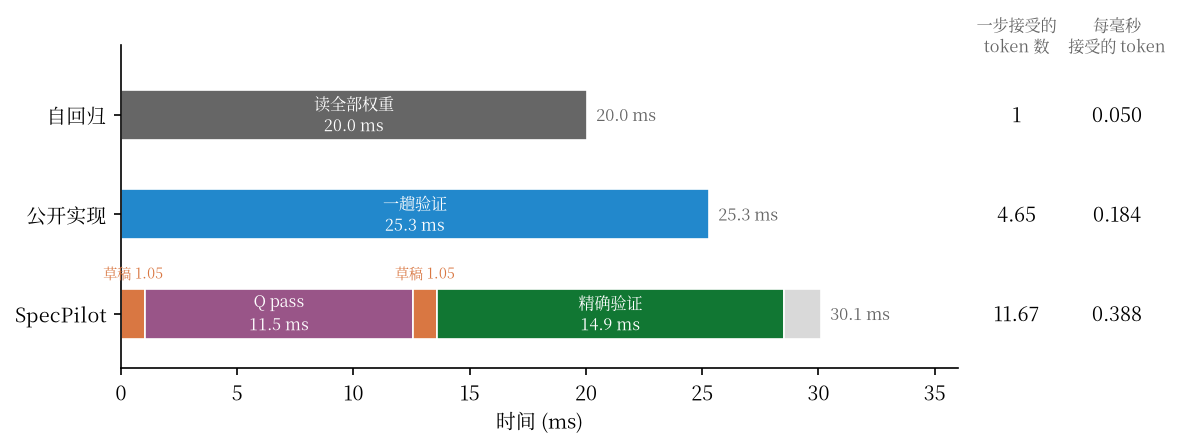 一步接受的
token 数
每毫秒
接受的 token
自回归
读全部权重
20.0 ms
20.0 ms
1
0.050
公开实现
一趟验证
25.3 ms
25.3 ms
4.65
0.184
草稿 1.05
草稿 1.05
SpecPilot
Q pass
11.5 ms
精确验证
14.9 ms
30.1 ms
11.67
0.388
0
5
10
15
20
25
30
35
时间 (ms)